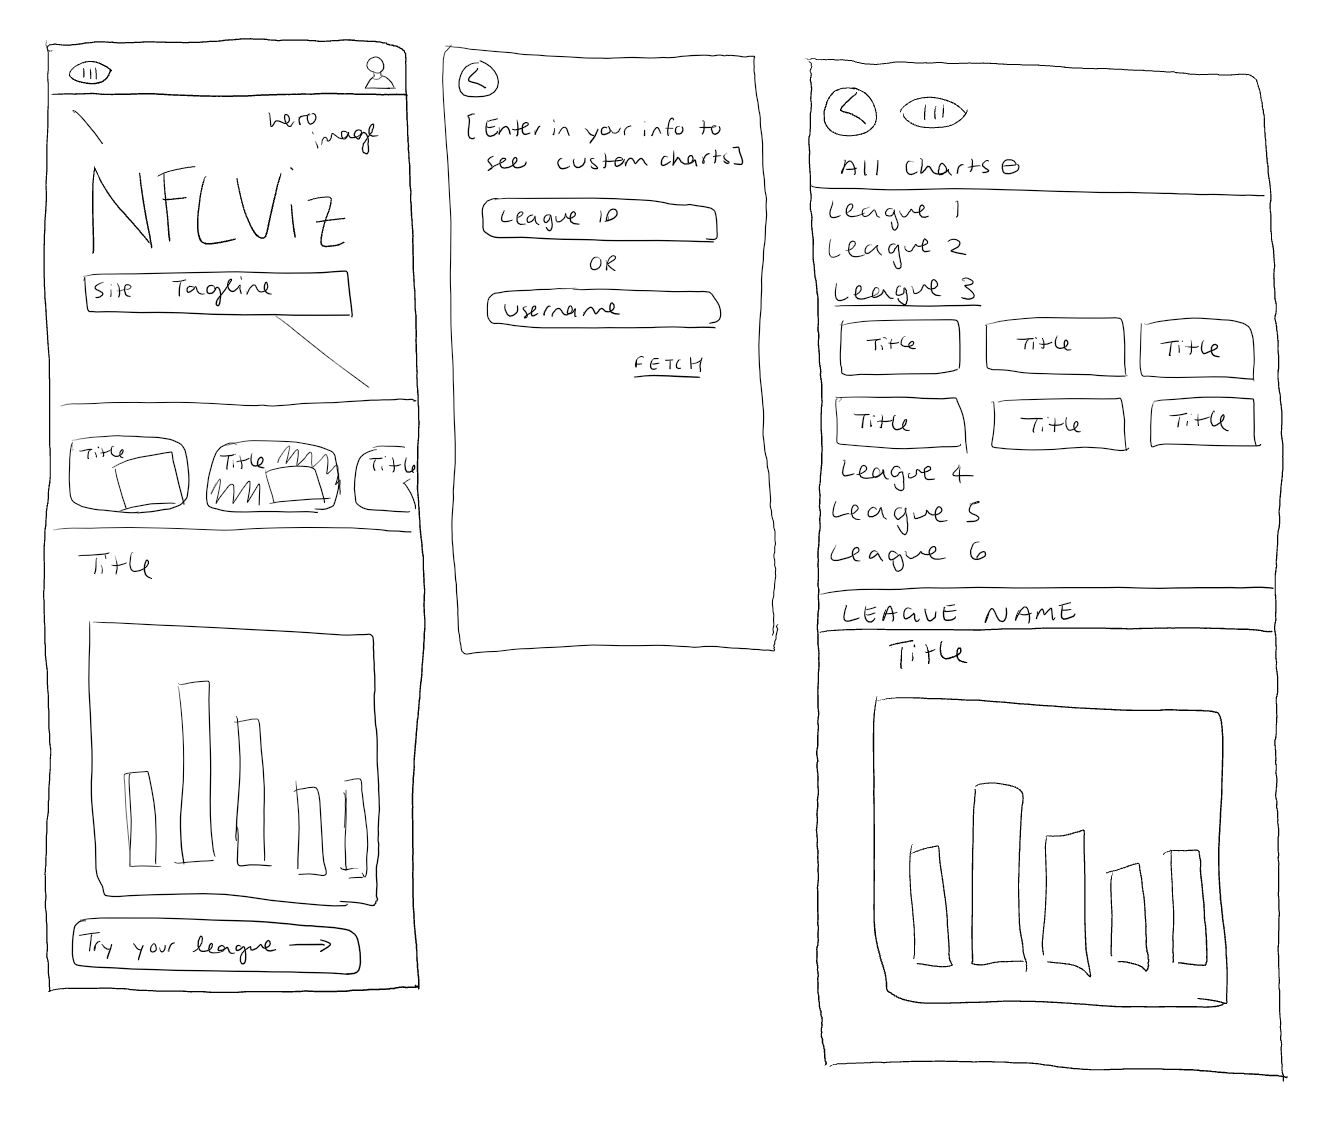 hero
image
NFLViz
Site Tagline
Title
Title
Title
Title
Try your league →
[Enter in your info to
see custom charts]
League ID
OR
Username
FETCH
All Charts
League 1
League 2
League 3
Title Title Title
Title Title Title
League 4
League 5
League 6
LEAGUE NAME
Title